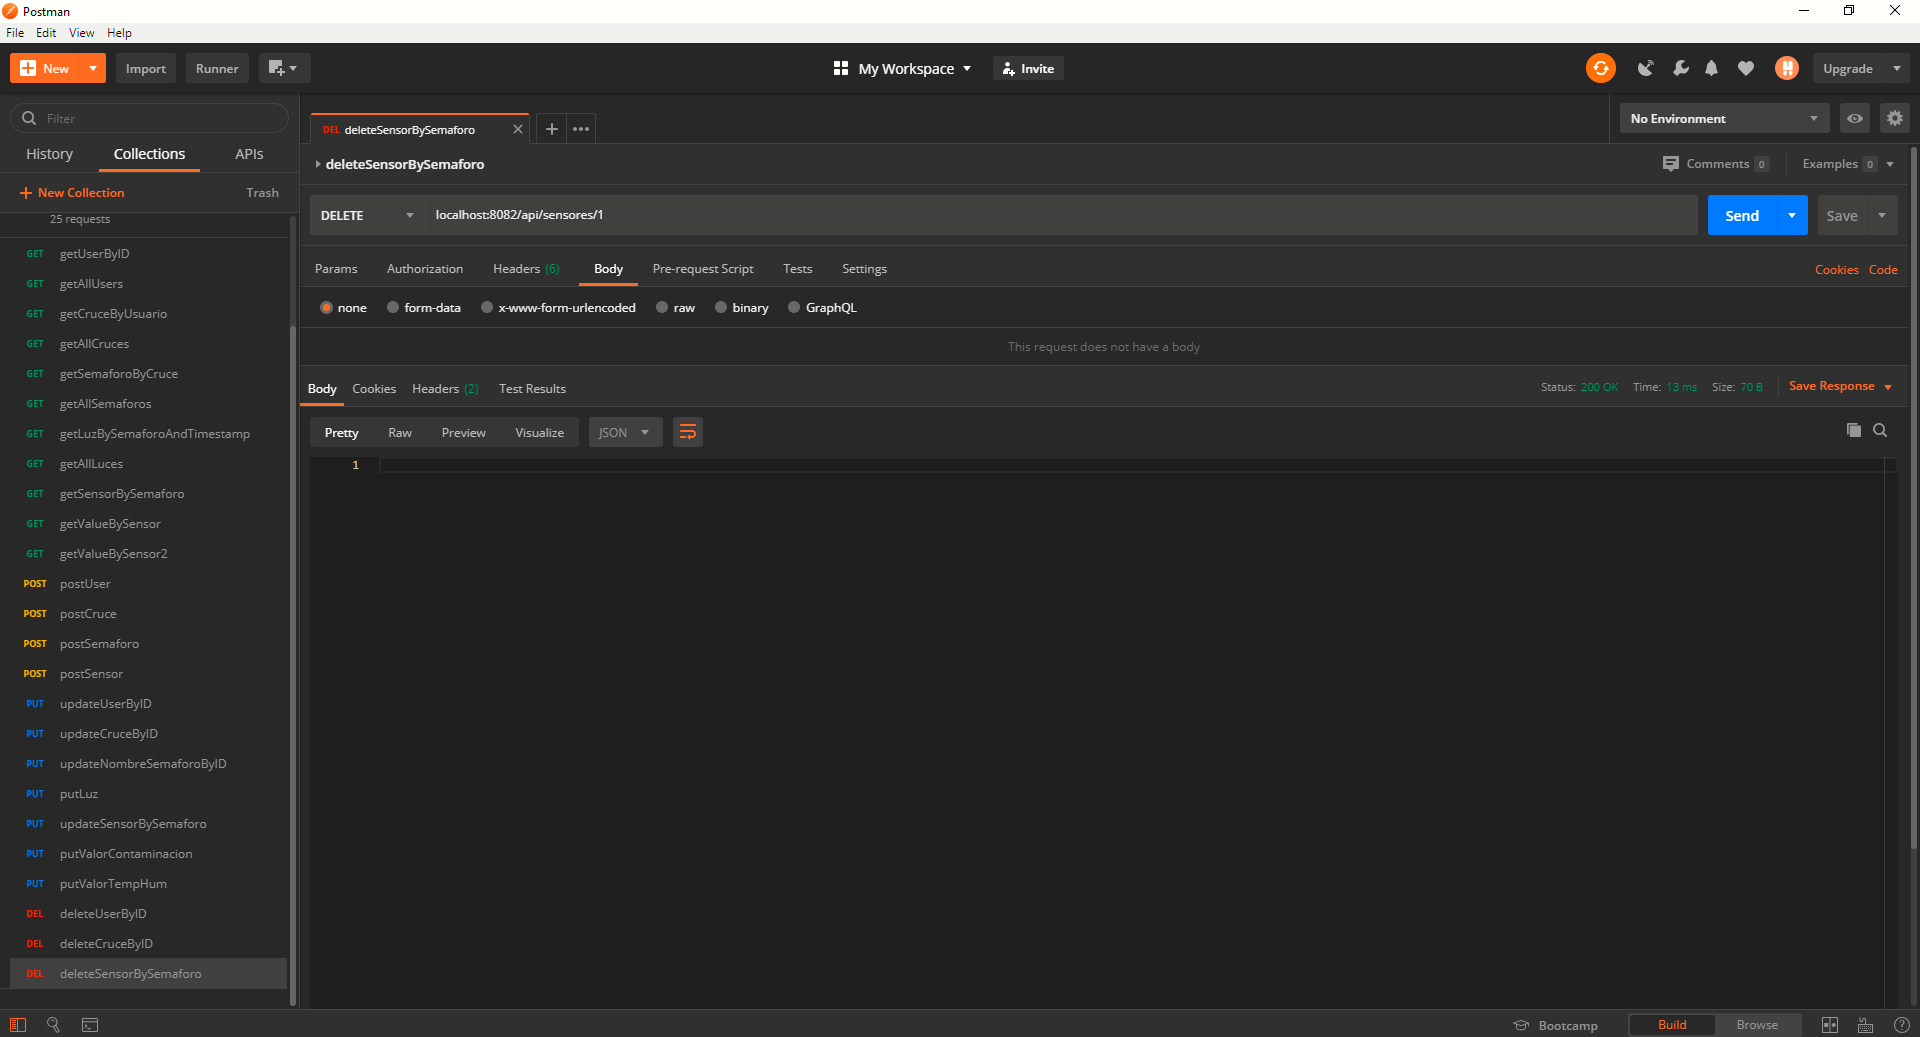 Postman
File Edit View Help
New Import Runner My Workspace Invite Upgrade
Filter
History Collections APIs
New Collection Trash
25 requests
GET getUserByID
GET getAllUsers
GET getCruceByUsuario
GET getAllCruces
GET getSemaforoByCruce
GET getAllSemaforos
GET getLuzBySemaforoAndTimestamp
GET getAllLuces
GET getSensorBySemaforo
GET getValueBySensor
GET getValueBySensor2
POST postUser
POST postCruce
POST postSemaforo
POST postSensor
PUT updateUserByID
PUT updateCruceByID
PUT updateNombreSemaforoByID
PUT putLuz
PUT updateSensorBySemaforo
PUT putValorContaminacion
PUT putValorTempHum
DEL deleteUserByID
DEL deleteCruceByID
DEL deleteSensorBySemaforo
DEL deleteSensorBySemaforo No Environment
deleteSensorBySemaforo Comments 0 Examples 0
DELETE localhost:8082/api/sensores/1 Send Save
Params Authorization Headers (6) Body Pre-request Script Tests Settings Cookies Code
none form-data x-www-form-urlencoded raw binary GraphQL
This request does not have a body
Body Cookies Headers (2) Test Results Status: 200 OK Time: 13 ms Size: 70 B Save Response
Pretty Raw Preview Visualize JSON
1
Bootcamp Build Browse